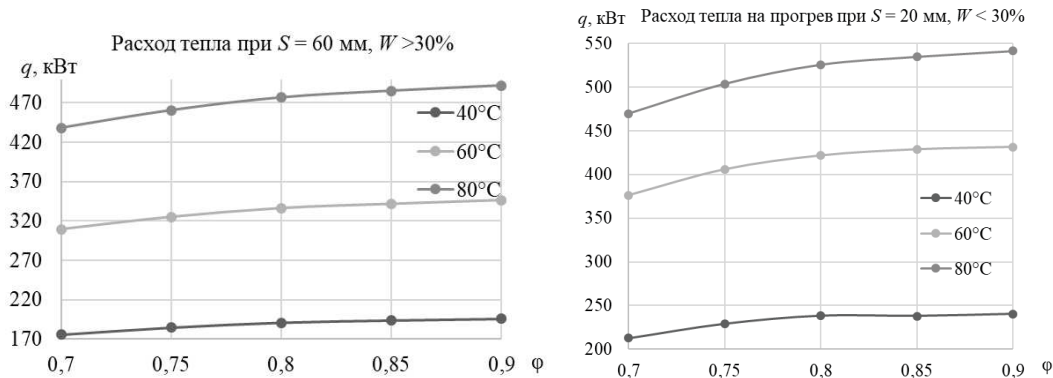 Расход тепла при S = 60 мм, W >30%
q, кВт
470
420
370
320
270
220
170
0,7 0,75 0,8 0,85 0,9 φ
40°C
60°C
80°C
q, кВт Расход тепла на прогрев при S = 20 мм, W < 30%
550
500
450
400
350
300
250
200
0,7 0,75 0,8 0,85 0,9 φ
40°C
60°C
80°C